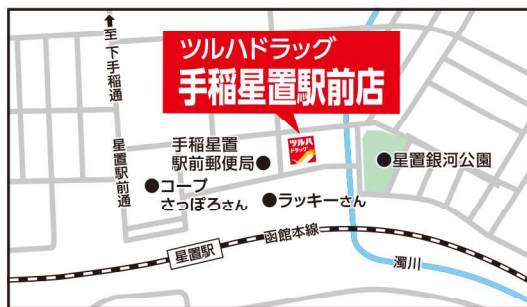 至下手稲通
ツルハドラッグ
手稲星置駅前店
ツルハ
ドラッグ
手稲星置
駅前郵便局
星置駅前通
星置銀河公園
コープ
さっぽろさん
ラッキーさん
函館本線
星置駅
濁川